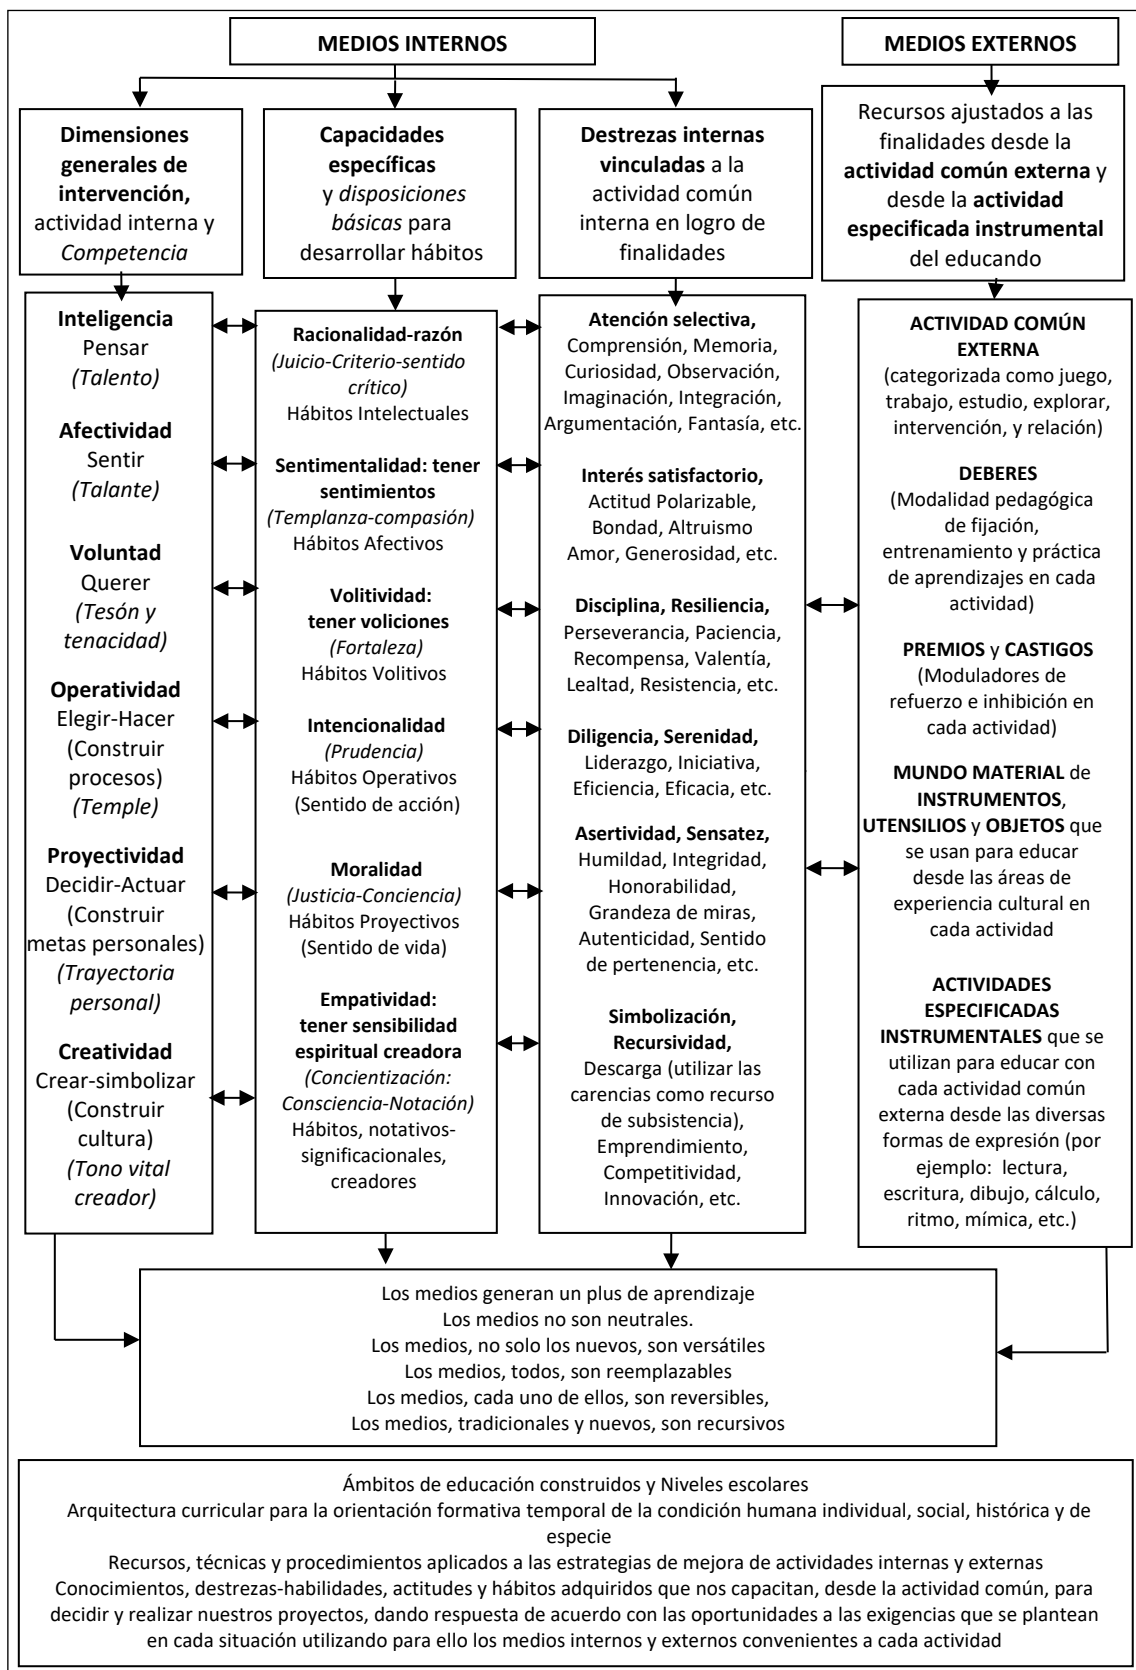 MEDIOS INTERNOS
MEDIOS EXTERNOS
Dimensiones
generales de
intervención,
actividad interna y
Competencia
Capacidades
específicas
y disposiciones
básicas para
desarrollar hábitos
Destrezas internas
vinculadas a la
actividad común
interna en logro de
finalidades
Recursos ajustados a las
finalidades desde la
actividad común externa y
desde la actividad
especificada instrumental
del educando
Inteligencia
Pensar
(Talento)
Afectividad
Sentir
(Talante)
Voluntad
Querer
(Tesón y
tenacidad)
Operatividad
Elegir-Hacer
(Construir
procesos)
(Temple)
Proyectividad
Decidir-Actuar
(Construir
metas personales)
(Trayectoria
personal)
Creatividad
Crear-simbolizar
(Construir
cultura)
(Tono vital
creador)
Racionalidad-razón
(Juicio-Criterio-sentido
crítico)
Hábitos Intelectuales
Sentimentalidad: tener
sentimientos
(Templanza-compasión)
Hábitos Afectivos
Volitividad:
tener voliciones
(Fortaleza)
Hábitos Volitivos
Intencionalidad
(Prudencia)
Hábitos Operativos
(Sentido de acción)
Moralidad
(Justicia-Conciencia)
Hábitos Proyectivos
(Sentido de vida)
Empatividad:
tener sensibilidad
espiritual creadora
(Concientización:
Consciencia-Notación)
Hábitos, notativos-
significacionales,
creadores
Atención selectiva,
Comprensión, Memoria,
Curiosidad, Observación,
Imaginación, Integración,
Argumentación, Fantasía, etc.
Interés satisfactorio,
Actitud Polarizable,
Bondad, Altruismo
Amor, Generosidad, etc.
Disciplina, Resiliencia,
Perseverancia, Paciencia,
Recompensa, Valentía,
Lealtad, Resistencia, etc.
Diligencia, Serenidad,
Liderazgo, Iniciativa,
Eficiencia, Eficacia, etc.
Asertividad, Sensatez,
Humildad, Integridad,
Honorabilidad,
Grandeza de miras,
Autenticidad, Sentido
de pertenencia, etc.
Simbolización,
Recursividad,
Descarga (utilizar las
carencias como recurso
de subsistencia),
Emprendimiento,
Competitividad,
Innovación, etc.
ACTIVIDAD COMÚN
EXTERNA
(categorizada como juego,
trabajo, estudio, explorar,
intervención, y relación)
DEBERES
(Modalidad pedagógica
de fijación,
entrenamiento y práctica
de aprendizajes en cada
actividad)
PREMIOS y CASTIGOS
(Moduladores de
refuerzo e inhibición en
cada actividad)
MUNDO MATERIAL de
INSTRUMENTOS,
UTENSILIOS y OBJETOS que
se usan para educar
desde las áreas de
experiencia cultural en
cada actividad
ACTIVIDADES
ESPECIFICADAS
INSTRUMENTALES que se
utilizan para educar con
cada actividad común
externa desde las diversas
formas de expresión (por
ejemplo: lectura,
escritura, dibujo, cálculo,
ritmo, mímica, etc.)
Los medios generan un plus de aprendizaje
Los medios no son neutrales.
Los medios, no solo los nuevos, son versátiles
Los medios, todos, son reemplazables
Los medios, cada uno de ellos, son reversibles,
Los medios, tradicionales y nuevos, son recursivos
Ámbitos de educación construidos y Niveles escolares
Arquitectura curricular para la orientación formativa temporal de la condición humana individual, social, histórica y de
especie
Recursos, técnicas y procedimientos aplicados a las estrategias de mejora de actividades internas y externas
Conocimientos, destrezas-habilidades, actitudes y hábitos adquiridos que nos capacitan, desde la actividad común, para
decidir y realizar nuestros proyectos, dando respuesta de acuerdo con las oportunidades a las exigencias que se plantean
en cada situación utilizando para ello los medios internos y externos convenientes a cada actividad